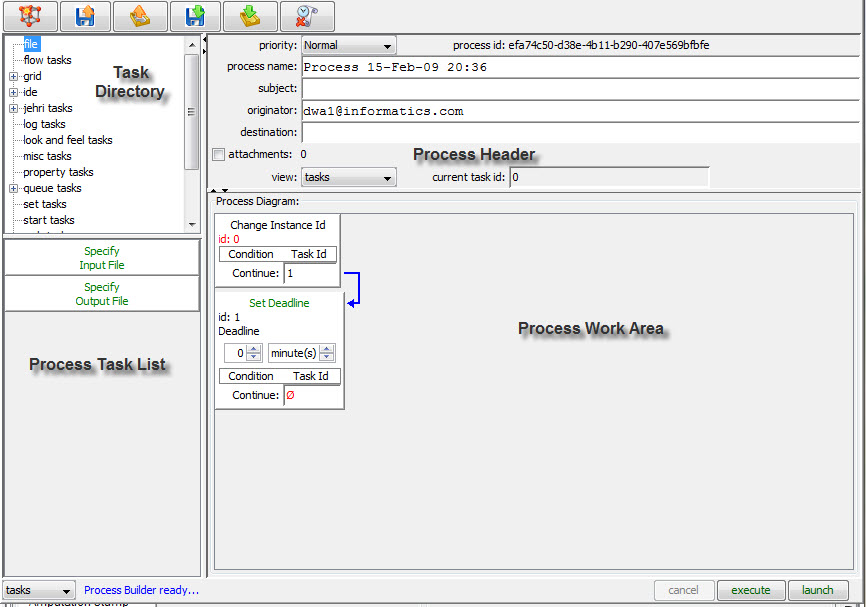 file
flow tasks
grid
ide
jehri tasks
log tasks
look and feel tasks
misc tasks
property tasks
queue tasks
set tasks
start tasks
Task
Directory
Specify
Input File
Specify
Output File
Process Task List
priority: Normal process id: efa74c50-d38e-4b11-b290-407e569bfbfe
process name: Process 15-Feb-09 20:36
subject:
originator: dwa1@informatics.com
destination:
attachments: 0
Process Header
view: tasks current task id: 0
Process Diagram:
Change Instance Id
id: 0
Condition Task Id
Continue: 1
Set Deadline
id: 1
Deadline
0 minute(s)
Condition Task Id
Continue: Ø
Process Work Area
tasks Process Builder ready... cancel execute launch